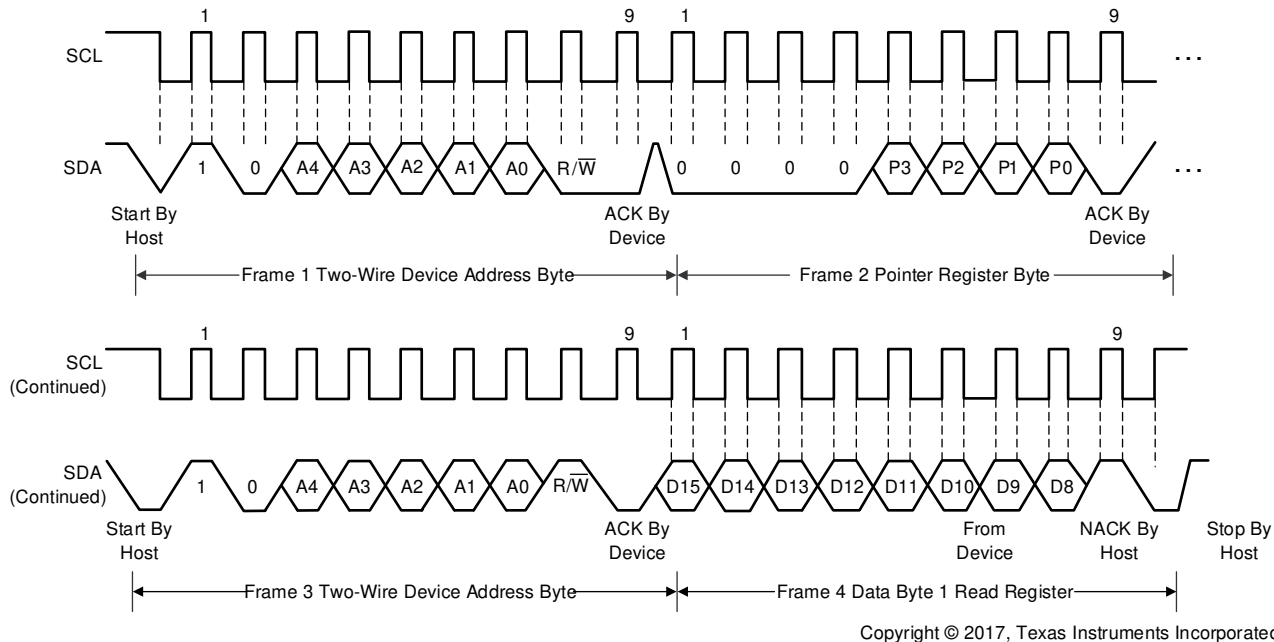 1 9 1 9
SCL ...
SDA 1 0 A4 A3 A2 A1 A0 R/W̅ 0 0 0 0 P3 P2 P1 P0 ...
Start By Host
ACK By Device
ACK By Device
Frame 1 Two-Wire Device Address Byte
Frame 2 Pointer Register Byte
1 9 1 9
SCL (Continued)
SDA (Continued) 1 0 A4 A3 A2 A1 A0 R/W̅ D15 D14 D13 D12 D11 D10 D9 D8
Start By Host
ACK By Device
From Device
NACK By Host
Stop By Host
Frame 3 Two-Wire Device Address Byte
Frame 4 Data Byte 1 Read Register
Copyright © 2017, Texas Instruments Incorporated